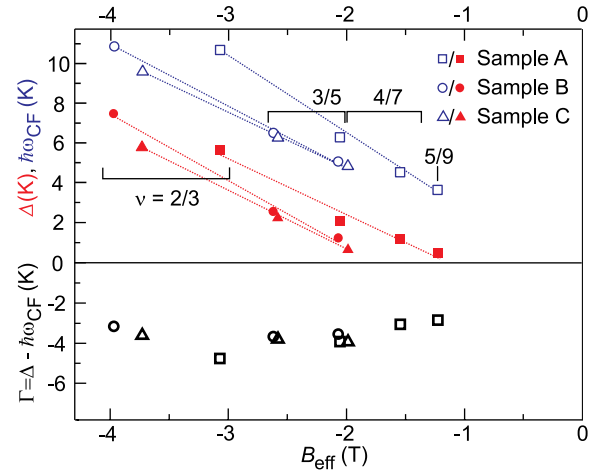 -4 -3 -2 -1 0
10
8
6
4
2
0
-2
-4
-6
Δ(K), ħω_CF (K)
Γ=Δ - ħω_CF (K)
□/■ Sample A
○/● Sample B
△/▲ Sample C
3/5 4/7
5/9
ν = 2/3
-4 -3 -2 -1 0
B_eff (T)